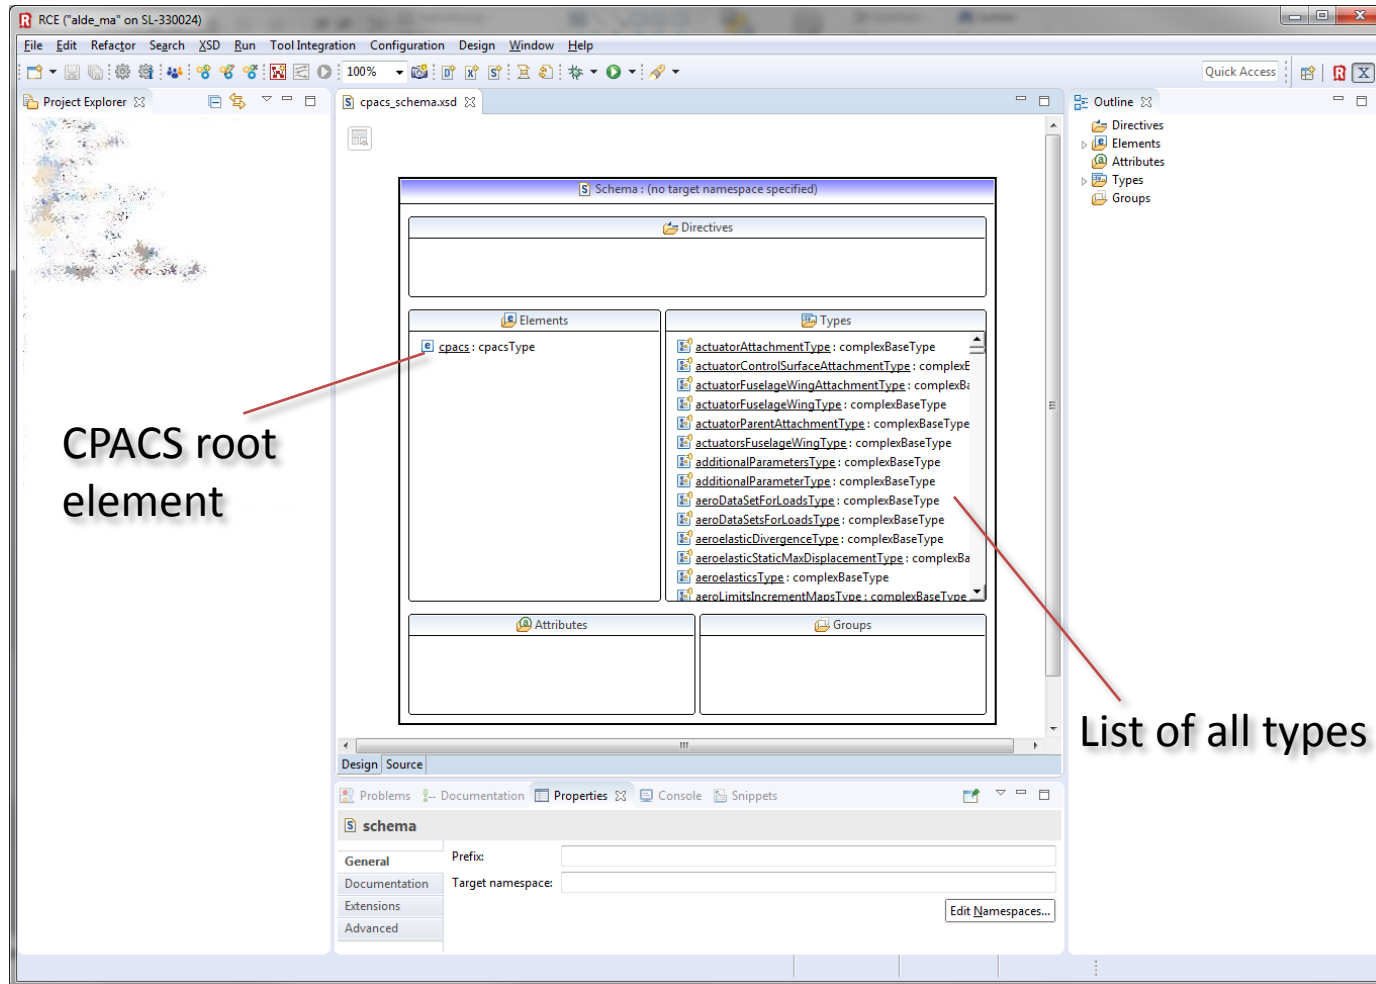 RCE ("alde_ma" on SL-330024)
File Edit Refactor Search XSD Run Tool Integration Configuration Design Window Help
100%
Quick Access
Project Explorer
cpacs_schema.xsd
Outline
Directives
Elements
Attributes
Types
Groups
Schema : (no target namespace specified)
Directives
Elements
Types
cpacs : cpacsType
actuatorAttachmentType : complexBaseType
actuatorControlSurfaceAttachmentType : complexE
actuatorFuselageWingAttachmentType : complexBa
actuatorFuselageWingType : complexBaseType
actuatorParentAttachmentType : complexBaseType
actuatorsFuselageWingType : complexBaseType
additionalParametersType : complexBaseType
additionalParameterType : complexBaseType
aeroDataSetForLoadsType : complexBaseType
aeroDataSetsForLoadsType : complexBaseType
aeroelasticDivergenceType : complexBaseType
aeroelasticStaticMaxDisplacementType : complexBa
aeroelasticsType : complexBaseType
aeroLimitsIncrementMapsType : complexBaseType
Attributes
Groups
CPACS root
element
List of all types
Design Source
Problems Documentation Properties Console Snippets
schema
General
Documentation
Extensions
Advanced
Prefix:
Target namespace:
Edit Namespaces...